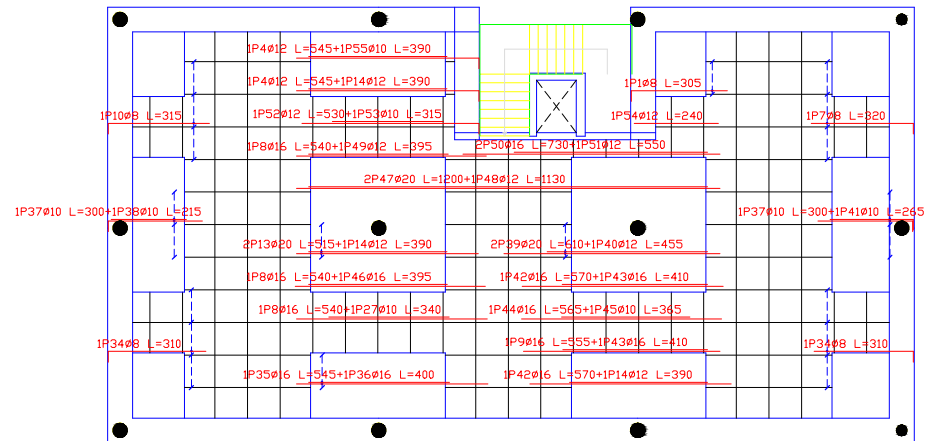 1P4Ø12 L=545+1P55Ø10 L=390
1P4Ø12 L=545+1P14Ø12 L=390
1P1Ø8 L=305
1P10Ø8 L=315
1P52Ø12 L=530+1P53Ø10 L=315
1P54Ø12 L=240
1P7Ø8 L=320
1P8Ø16 L=540+1P49Ø12 L=395
2P50Ø16 L=730+1P51Ø12 L=550
2P47Ø20 L=1200+1P48Ø12 L=1130
1P37Ø10 L=300+1P38Ø10 L=215
1P37Ø10 L=300+1P41Ø10 L=265
2P13Ø20 L=515+1P14Ø12 L=390
2P39Ø20 L=610+1P40Ø12 L=455
1P8Ø16 L=540+1P46Ø16 L=395
1P42Ø16 L=570+1P43Ø16 L=410
1P8Ø16 L=540+1P27Ø10 L=340
1P44Ø16 L=565+1P45Ø10 L=365
1P34Ø8 L=310
1P9Ø16 L=555+1P43Ø16 L=410
1P34Ø8 L=310
1P35Ø16 L=545+1P36Ø16 L=400
1P42Ø16 L=570+1P14Ø12 L=390